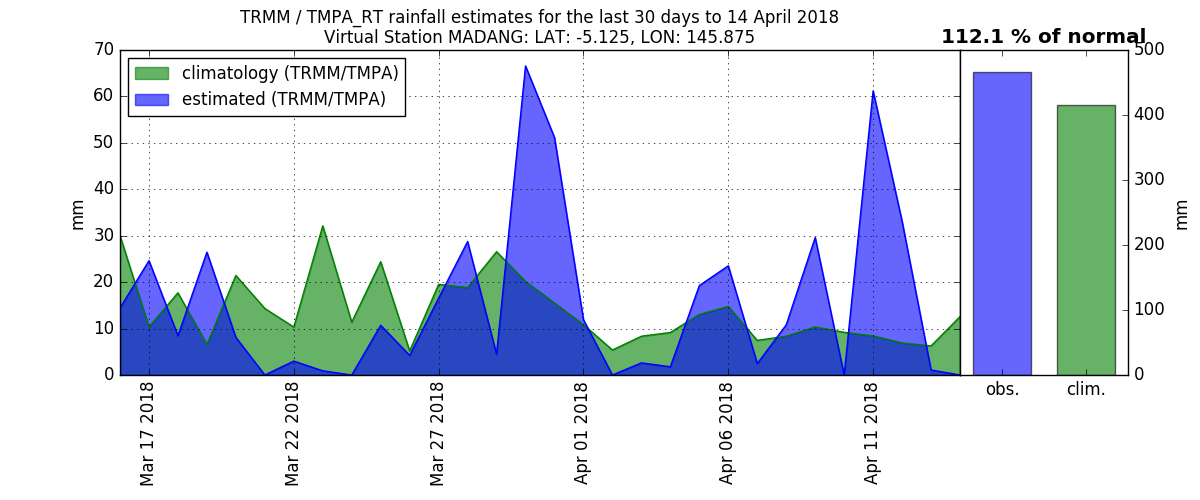 TRMM / TMPA_RT rainfall estimates for the last 30 days to 14 April 2018
Virtual Station MADANG: LAT: -5.125, LON: 145.875
112.1 % of normal
climatology (TRMM/TMPA)
estimated (TRMM/TMPA)
70
60
50
40
30
20
10
0
mm
Mar 17 2018
Mar 22 2018
Mar 27 2018
Apr 01 2018
Apr 06 2018
Apr 11 2018
500
400
300
200
100
0
mm
obs.
clim.